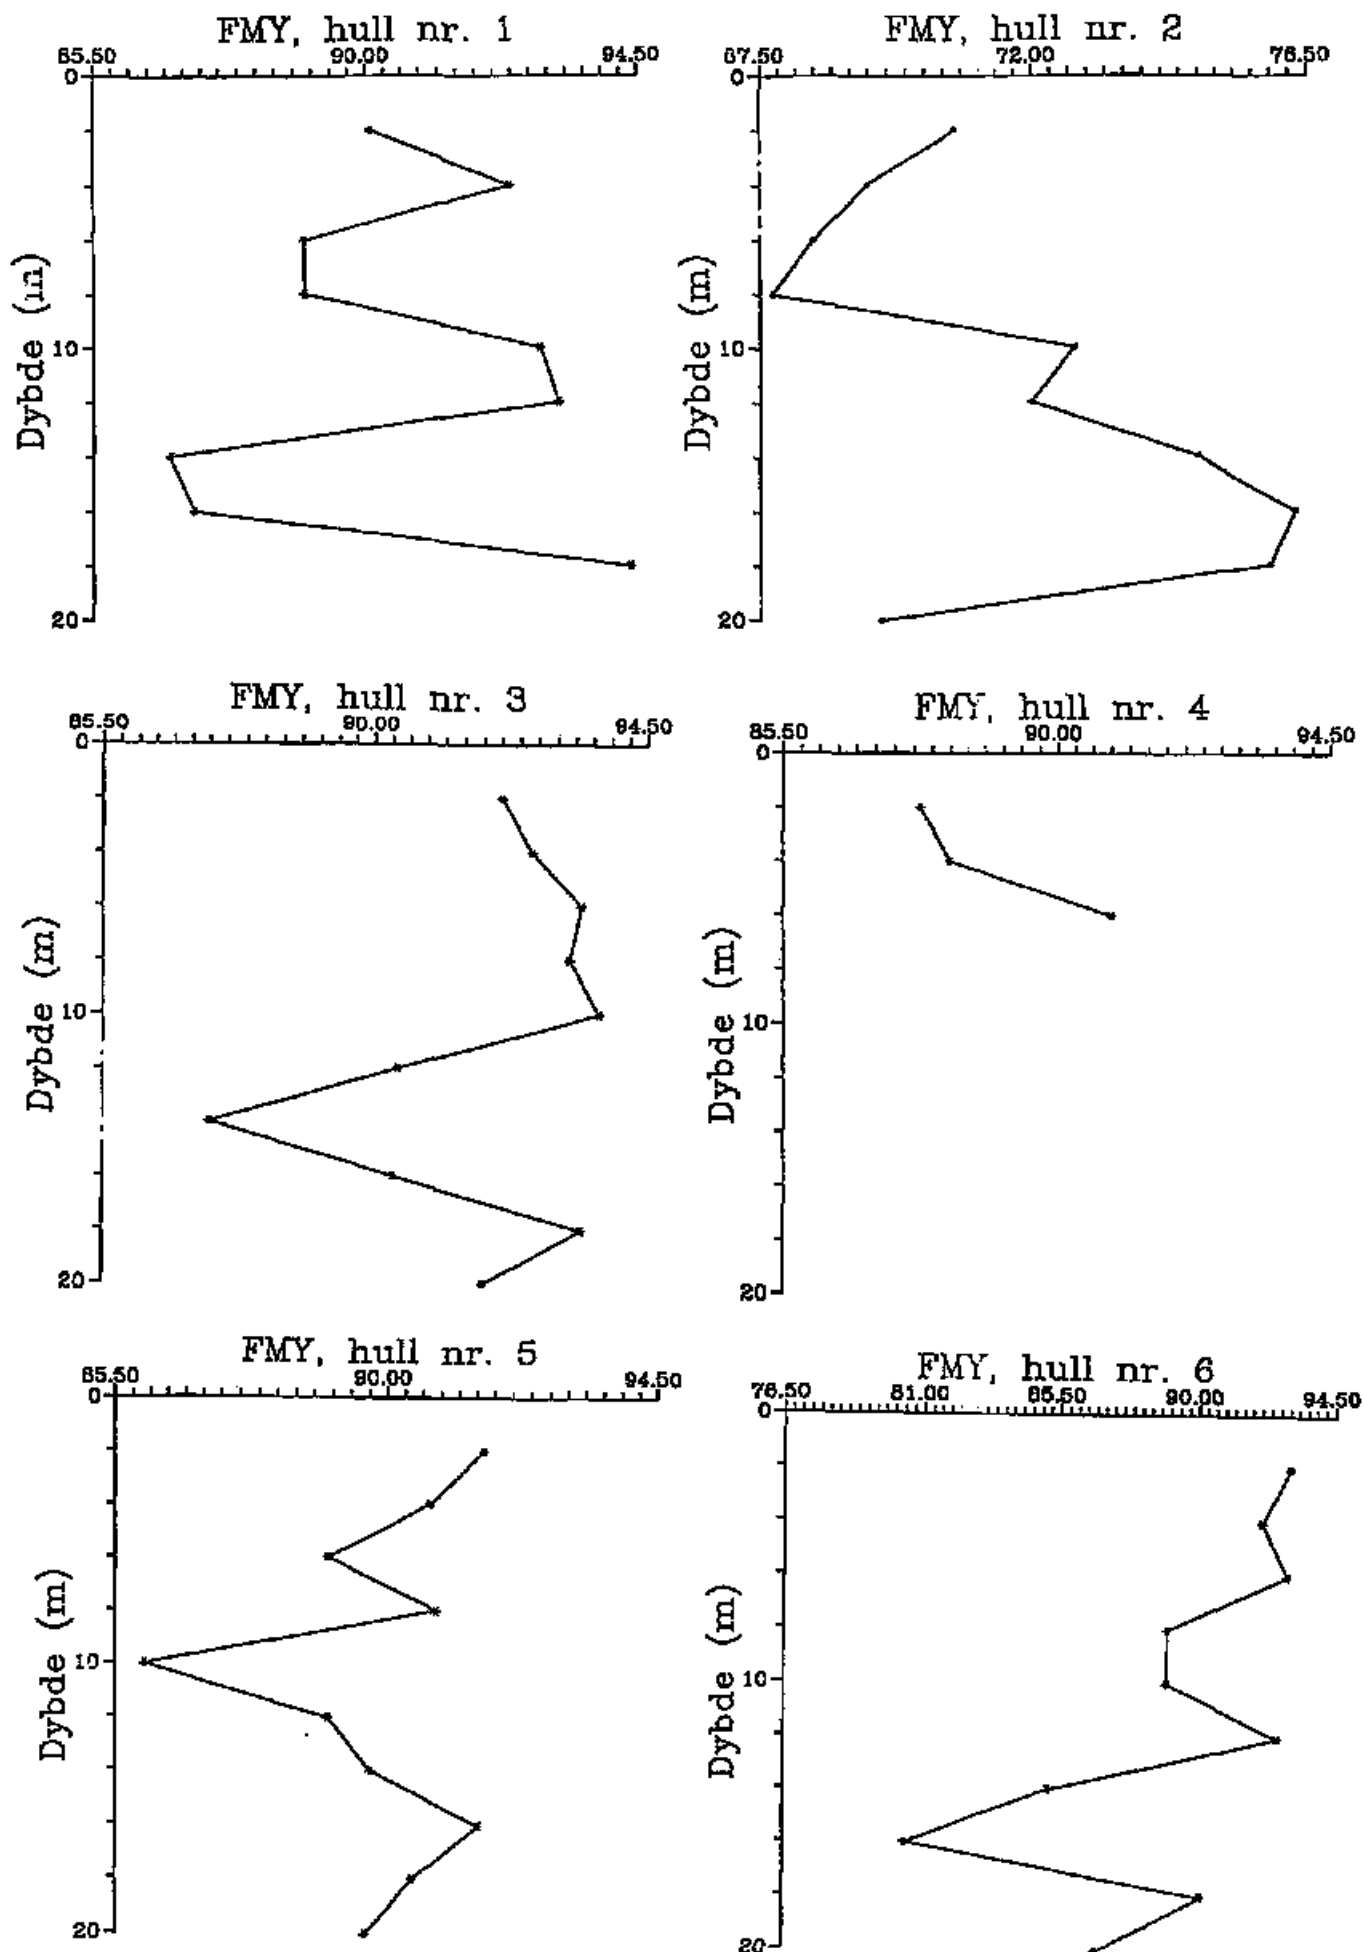 FMY, hull nr. 1
85.50 90.00 94.50
0
Dybde (m)
10
20
FMY, hull nr. 2
67.50 72.00 76.50
0
Dybde (m)
10
20
FMY, hull nr. 3
85.50 90.00 94.50
0
Dybde (m)
10
20
FMY, hull nr. 4
85.50 90.00 94.50
0
Dybde (m)
10
20
FMY, hull nr. 5
85.50 90.00 94.50
0
Dybde (m)
10
20
FMY, hull nr. 6
76.50 81.00 85.50 90.00 94.50
0
Dybde (m)
10
20